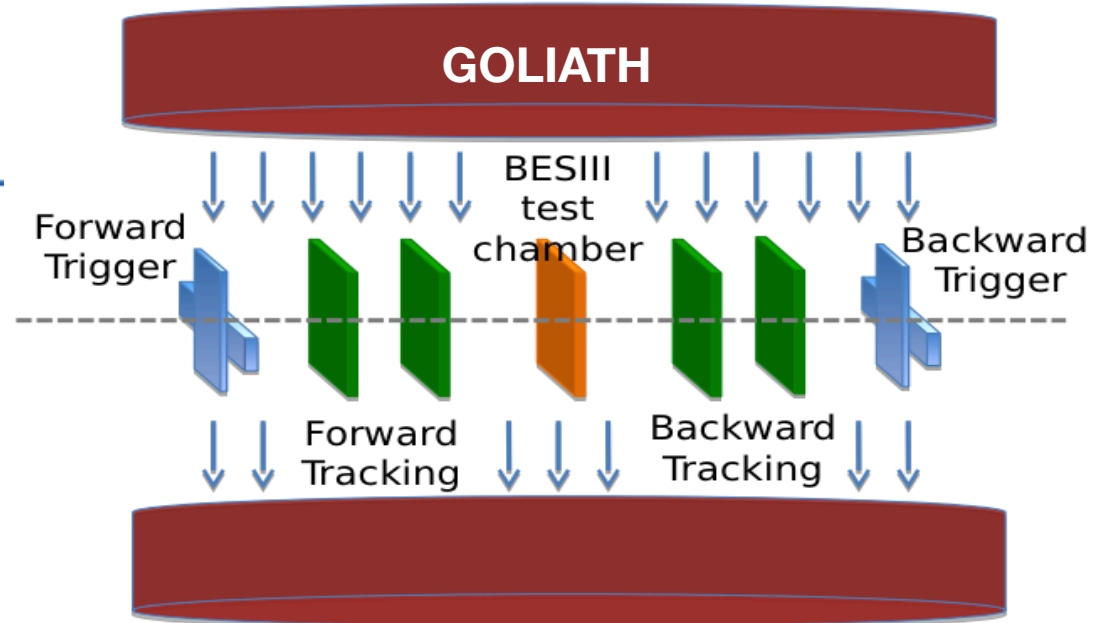 GOLIATH
BESIII
test
chamber
Forward
Trigger
Backward
Trigger
Forward
Tracking
Backward
Tracking